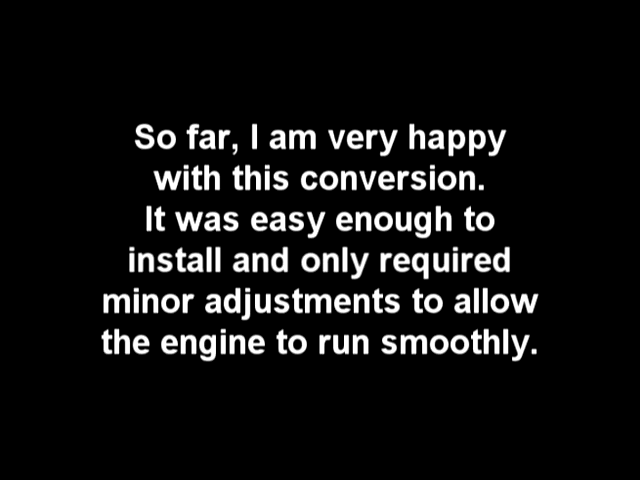 So far, I am very happy
with this conversion.
It was easy enough to
install and only required
minor adjustments to allow
the engine to run smoothly.